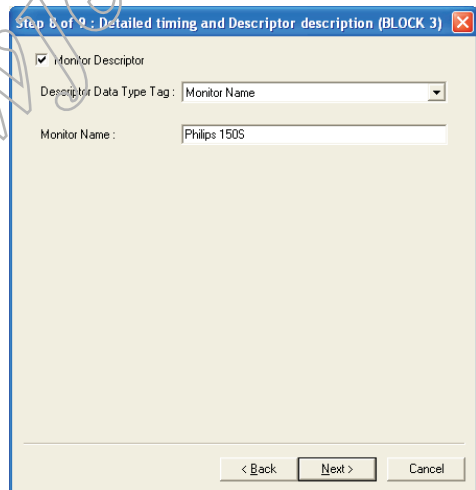 Step 8 of 9 : Detailed timing and Descriptor description (BLOCK 3)
Monitor Descriptor
Descriptor Data Type Tag : Monitor Name
Monitor Name : Philips 150S
< Back Next > Cancel